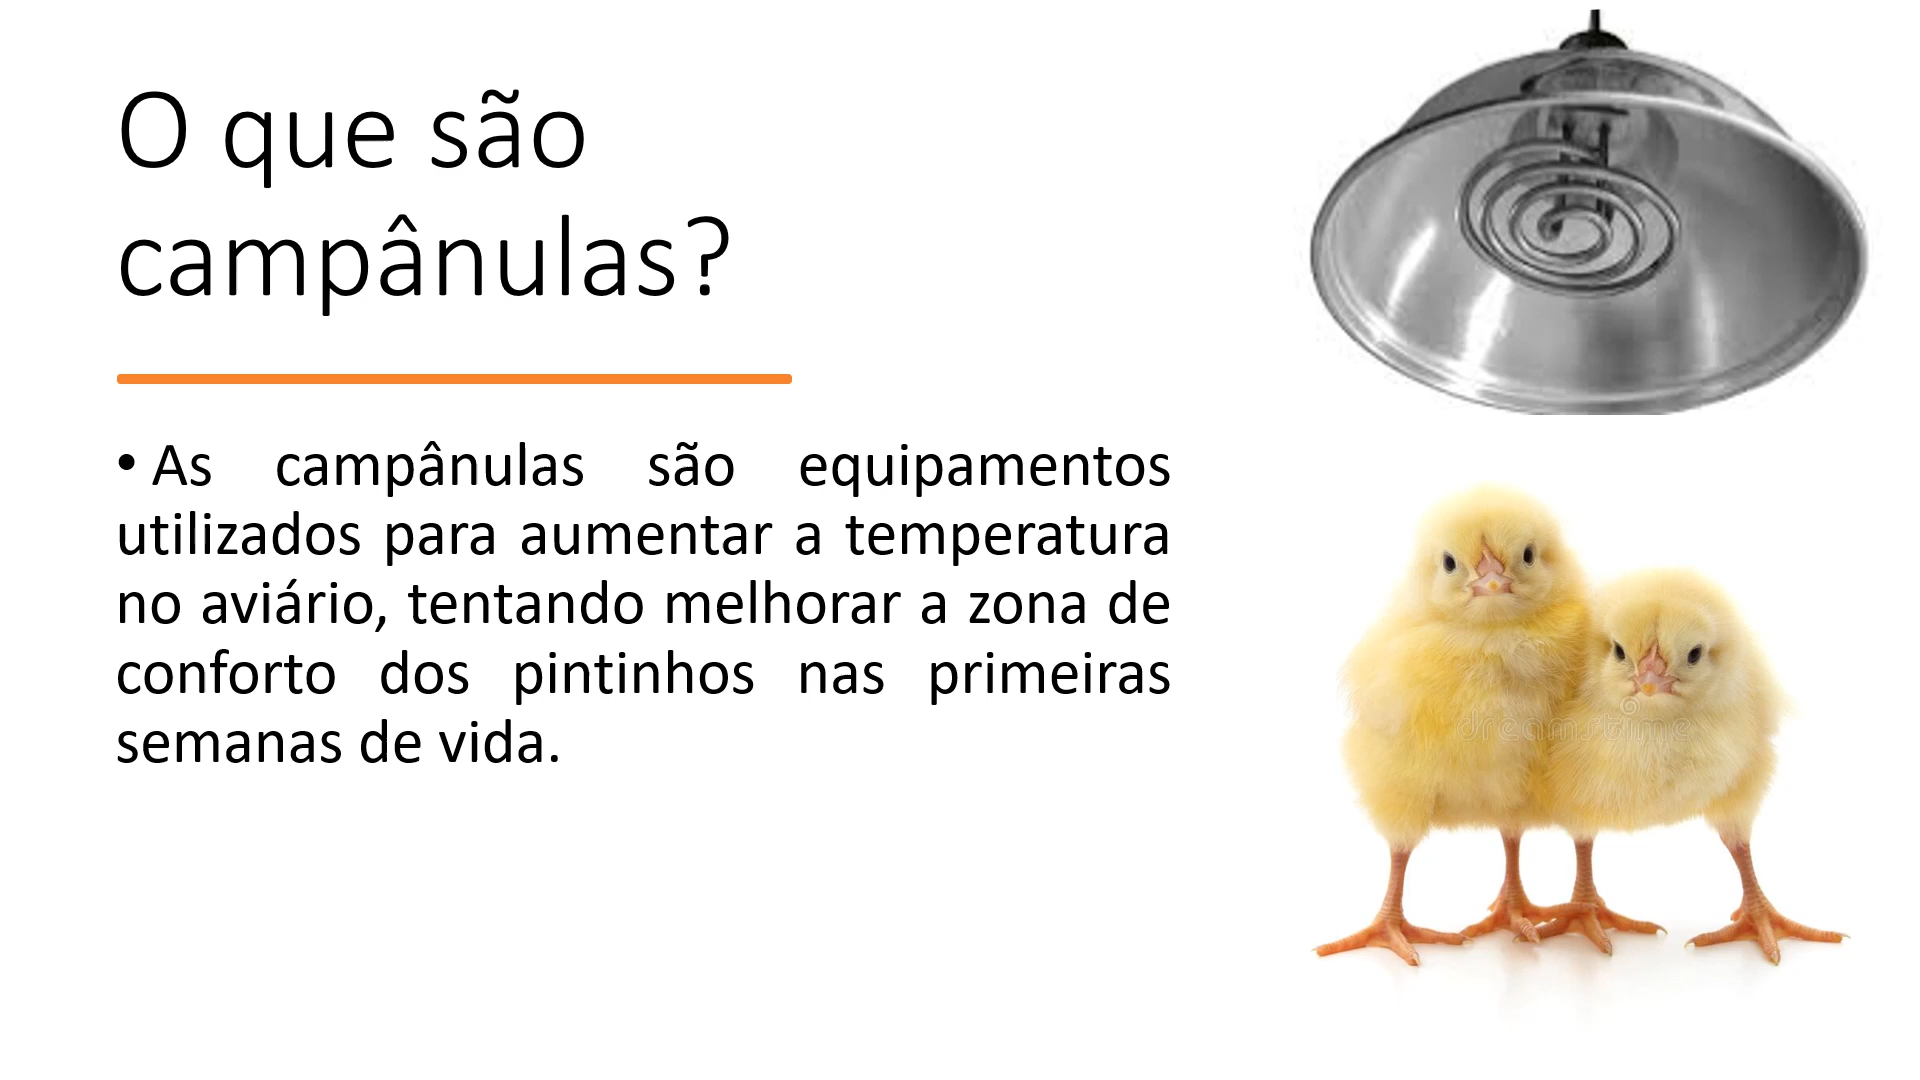 O que são
campânulas?
• As campânulas são equipamentos
utilizados para aumentar a temperatura
no aviário, tentando melhorar a zona de
conforto dos pintinhos nas primeiras
semanas de vida.
dreamstime